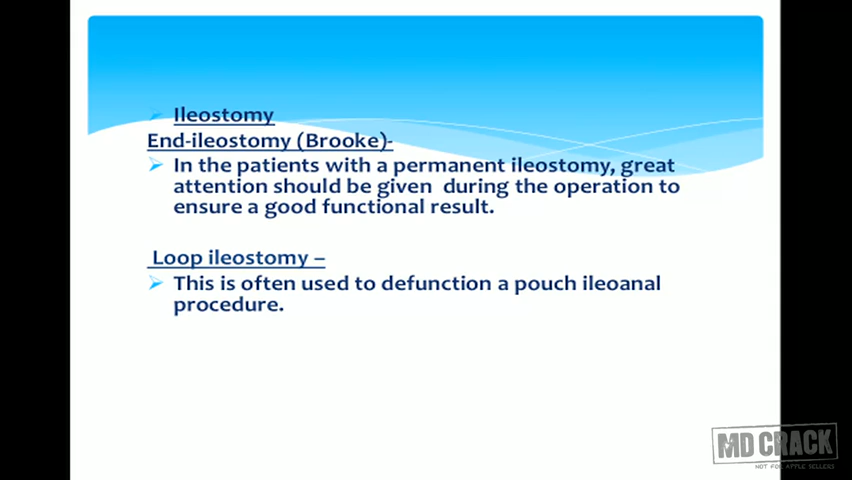 Ileostomy
End-ileostomy (Brooke)-
In the patients with a permanent ileostomy, great
attention should be given during the operation to
ensure a good functional result.
Loop ileostomy –
This is often used to defunction a pouch ileoanal
procedure.
MD CRACK
NOT FOR APPLE SELLERS